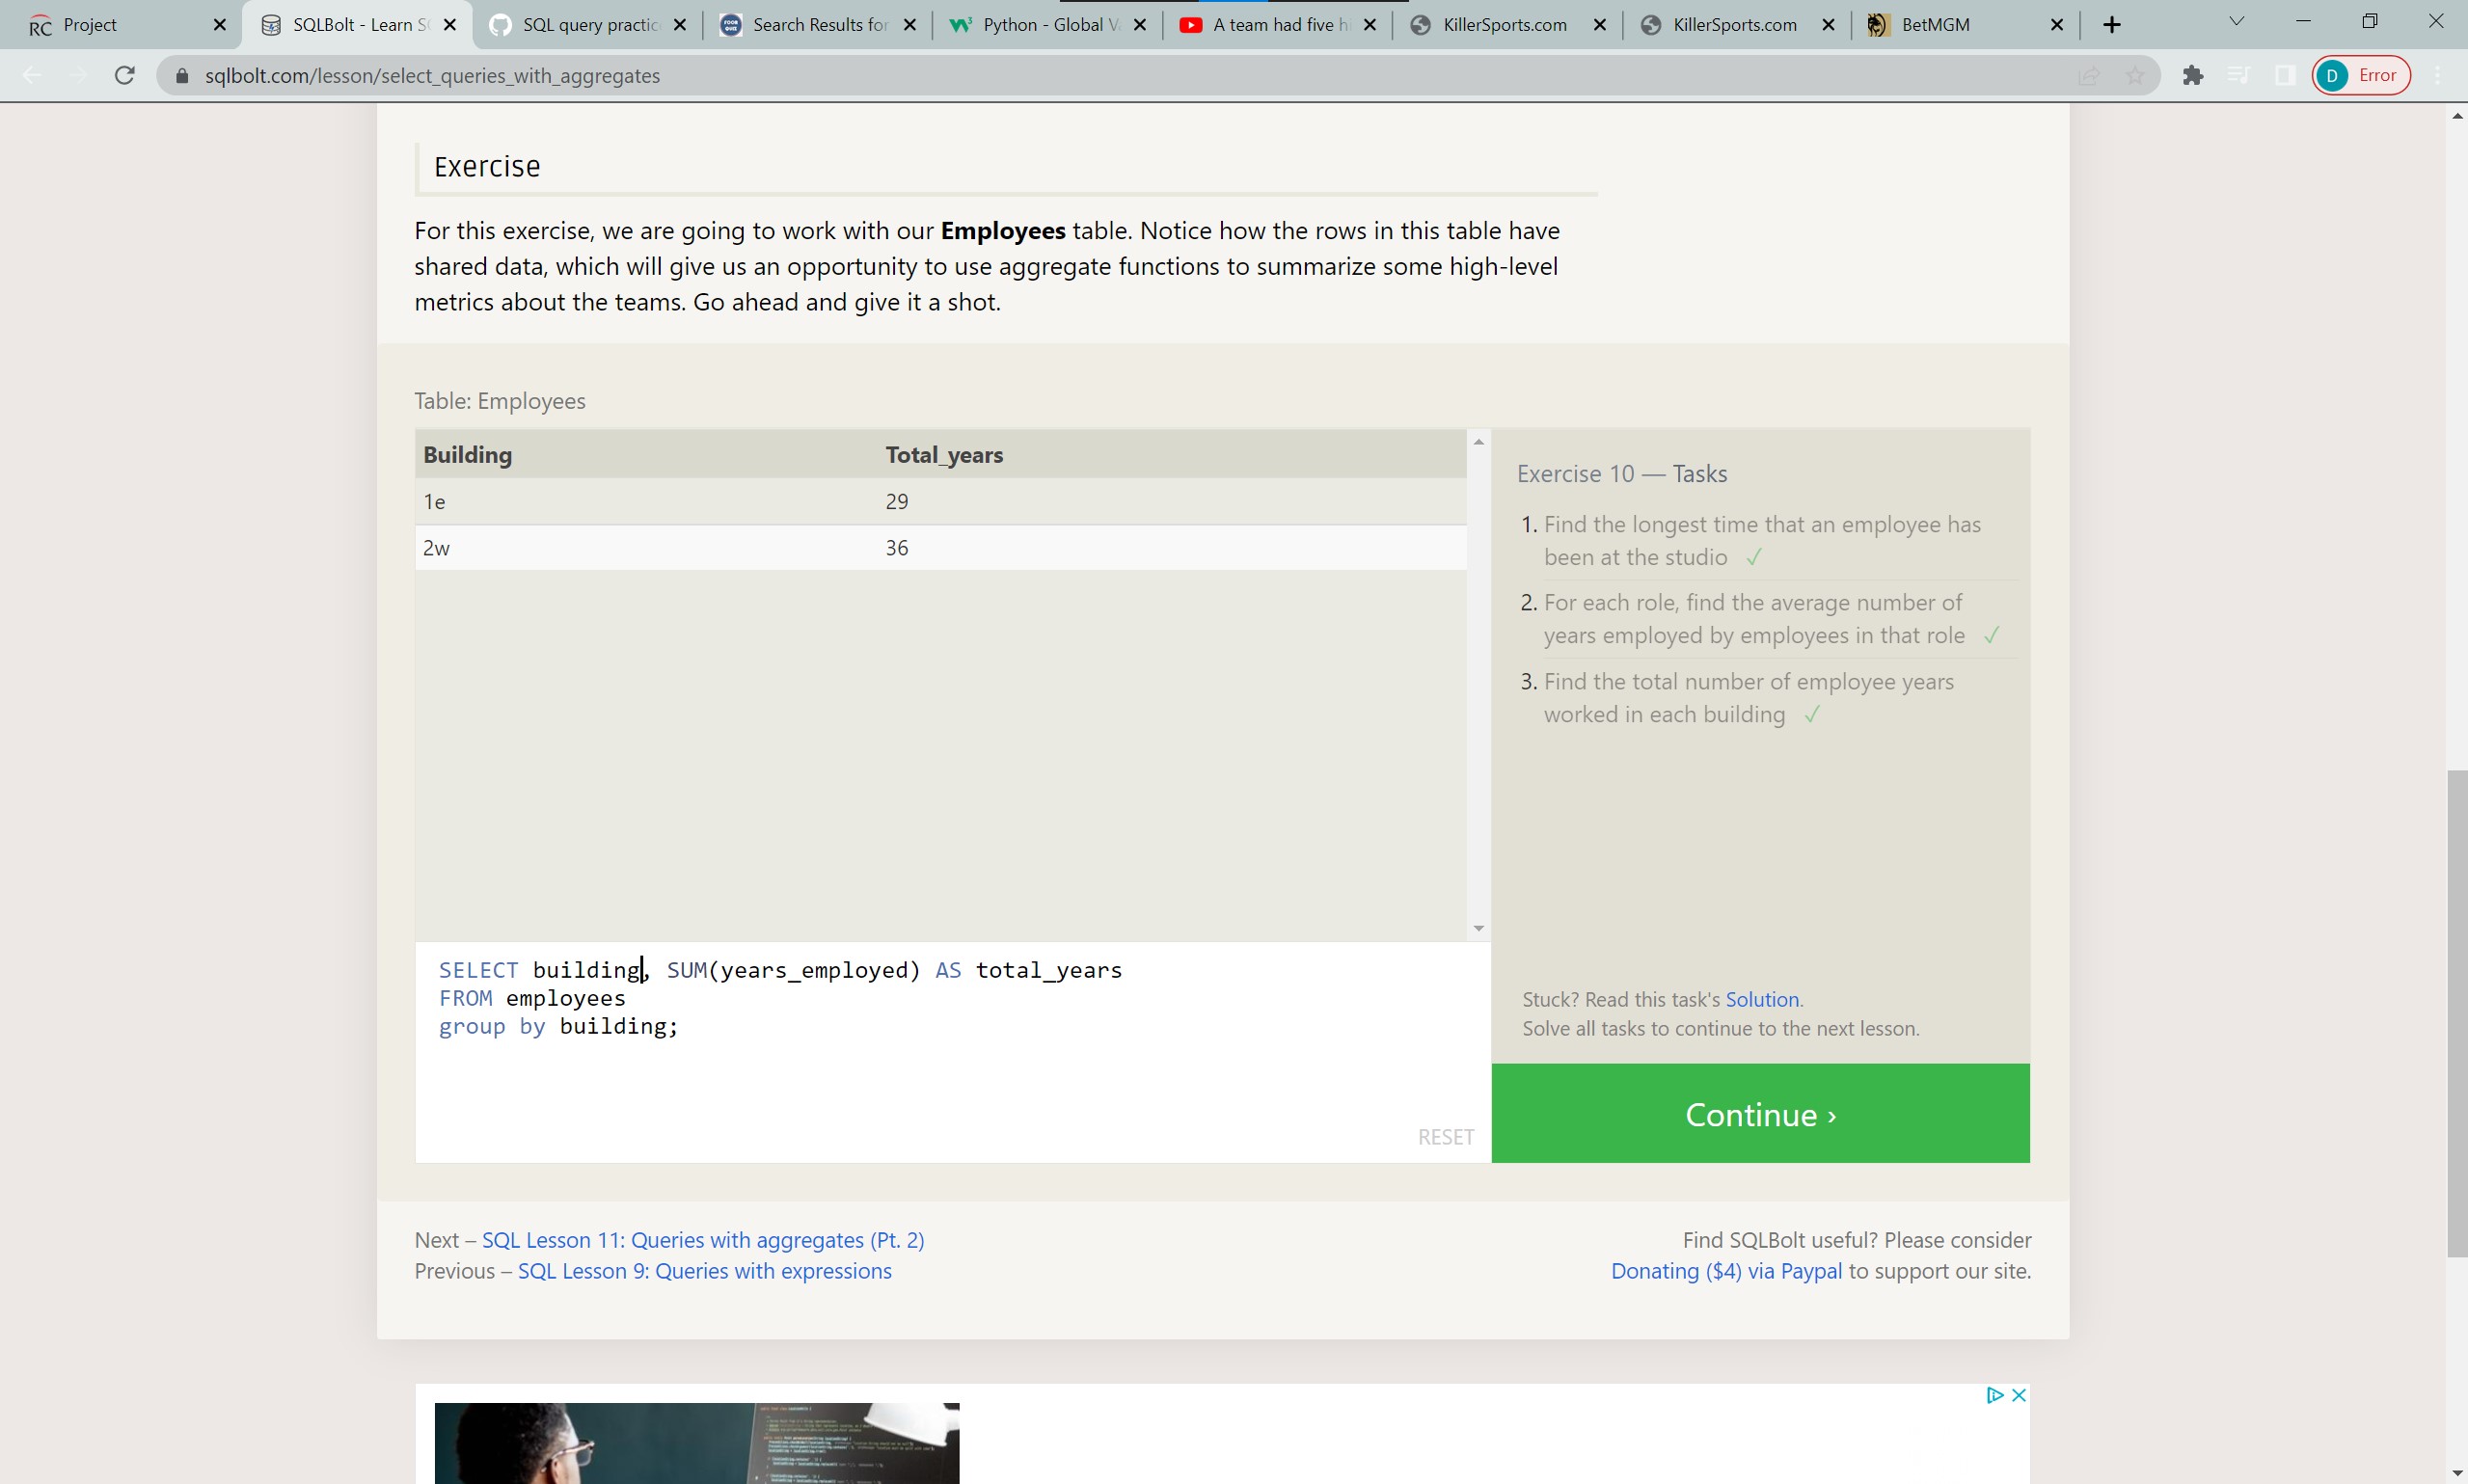 Project
SQLBolt - Learn S
SQL query practic
Search Results for
Python - Global V
A team had five hi
KillerSports.com
KillerSports.com
BetMGM
sqlbolt.com/lesson/select_queries_with_aggregates
D Error
Exercise
For this exercise, we are going to work with our Employees table. Notice how the rows in this table have
shared data, which will give us an opportunity to use aggregate functions to summarize some high-level
metrics about the teams. Go ahead and give it a shot.
Table: Employees
Building Total_years
1e 29
2w 36
Exercise 10 — Tasks
1. Find the longest time that an employee has
been at the studio ✓
2. For each role, find the average number of
years employed by employees in that role ✓
3. Find the total number of employee years
worked in each building ✓
SELECT building, SUM(years_employed) AS total_years
FROM employees
group by building;
RESET
Stuck? Read this task's Solution.
Solve all tasks to continue to the next lesson.
Continue ›
Next – SQL Lesson 11: Queries with aggregates (Pt. 2)
Previous – SQL Lesson 9: Queries with expressions
Find SQLBolt useful? Please consider
Donating ($4) via Paypal to support our site.